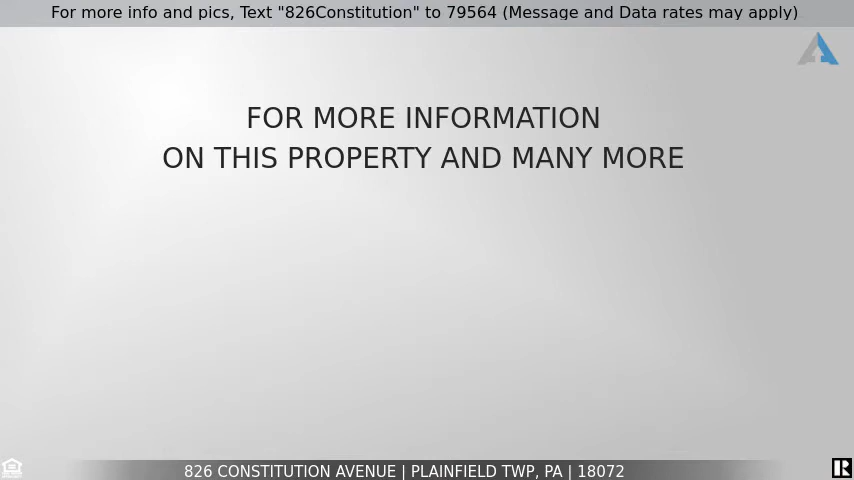 For more info and pics, Text "826Constitution" to 79564 (Message and Data rates may apply)
FOR MORE INFORMATION
ON THIS PROPERTY AND MANY MORE
826 CONSTITUTION AVENUE | PLAINFIELD TWP, PA | 18072